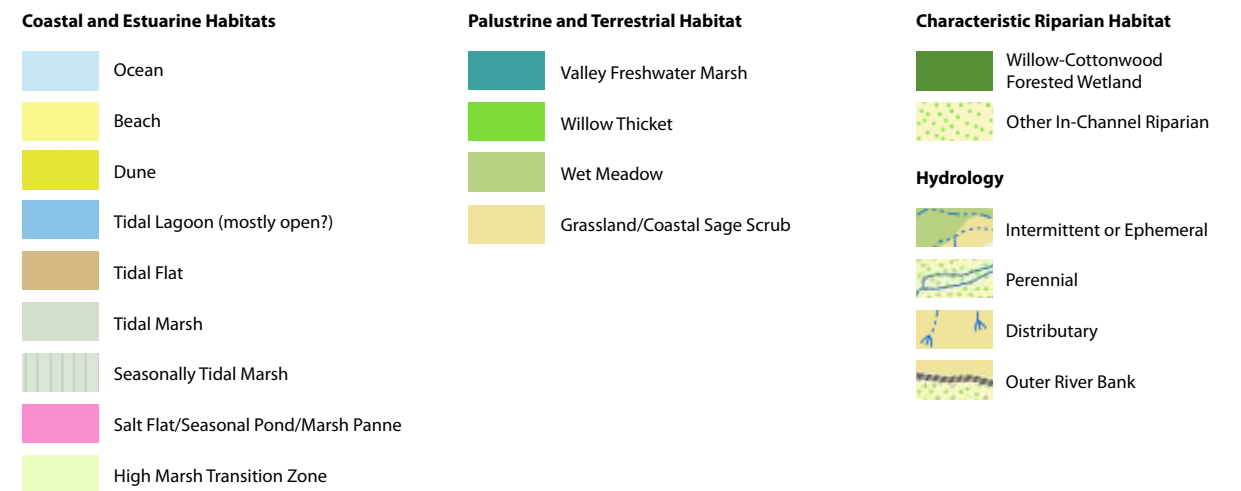 Coastal and Estuarine Habitats
Ocean
Beach
Dune
Tidal Lagoon (mostly open?)
Tidal Flat
Tidal Marsh
Seasonally Tidal Marsh
Salt Flat/Seasonal Pond/Marsh Panne
High Marsh Transition Zone
Palustrine and Terrestrial Habitat
Valley Freshwater Marsh
Willow Thicket
Wet Meadow
Grassland/Coastal Sage Scrub
Characteristic Riparian Habitat
Willow-Cottonwood
Forested Wetland
Other In-Channel Riparian
Hydrology
Intermittent or Ephemeral
Perennial
Distributary
Outer River Bank